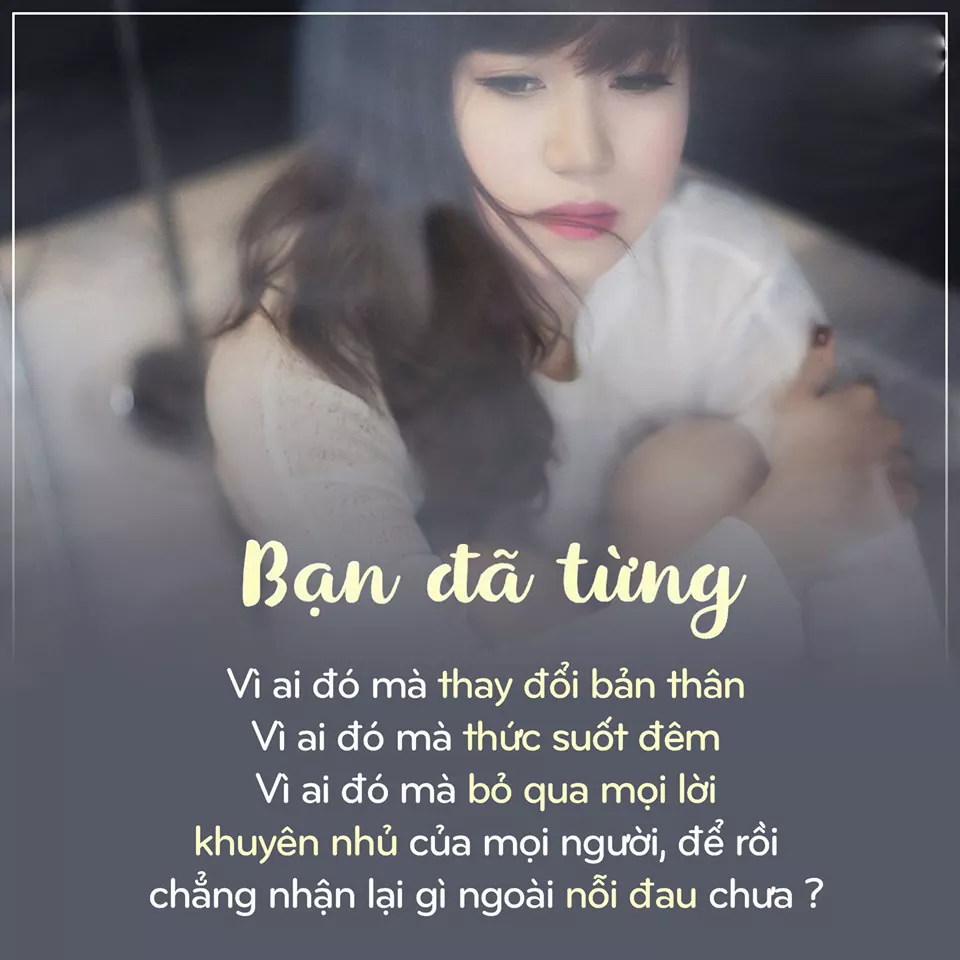 Bạn đã từng
Vì ai đó mà thay đổi bản thân
Vì ai đó mà thức suốt đêm
Vì ai đó mà bỏ qua mọi lời
khuyên nhủ của mọi người, để rồi
chẳng nhận lại gì ngoài nỗi đau chưa ?